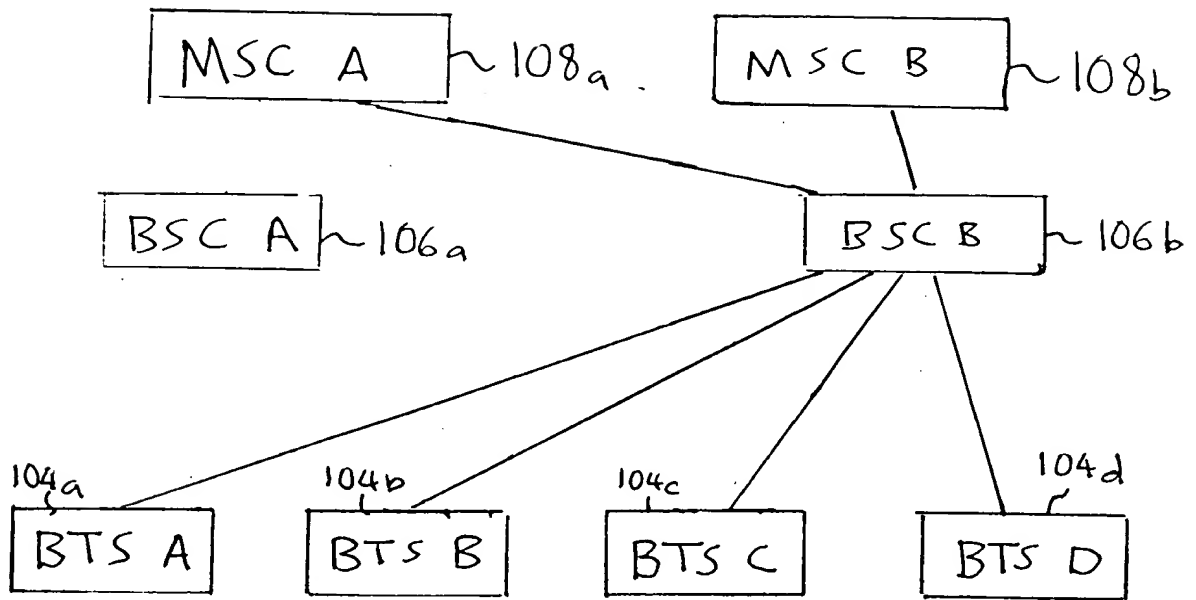 MSC A 108a MSC B 108b
BSC A 106a BSC B 106b
104a 104b 104c 104d
BTS A BTS B BTS C BTS D